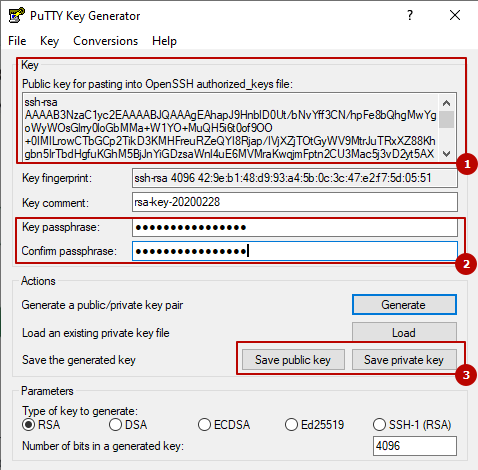 PuTTY Key Generator
File Key Conversions Help
Key
Public key for pasting into OpenSSH authorized_keys file:
ssh-rsa
AAAAB3NzaC1yc2EAAAABJQAAAgEAhapJ9HnbID0Ut/bNvYff3CN/hpFe8bQhgMwYg
oWyWOsGlrry0loGbMMa+W1YO+MuQH5i6t0of9OO
+0IMILrowCTbGCp2TikD3KMHFreuRZeQYI8Rjap/IVjXZjTOtGyWV9MtrJuTRxXZ88Kh
gbn5IrTbdHgfuKGhM5BjJnYiGDzsaWnI4uE6MVMraKwqjmFptn2CU3Mac5j3vD2yt5AX
1
Key fingerprint: ssh-rsa 4096 42:9e:b1:48:d9:93:a4:5b:0c:3c:47:e2:f7:5d:05:51
Key comment: rsa-key-20200228
Key passphrase: ●●●●●●●●●●●●●●●●
Confirm passphrase: ●●●●●●●●●●●●●●●●
2
Actions
Generate a public/private key pair Generate
Load an existing private key file Load
Save the generated key Save public key Save private key
3
Parameters
Type of key to generate:
RSA DSA ECDSA Ed25519 SSH-1 (RSA)
Number of bits in a generated key: 4096